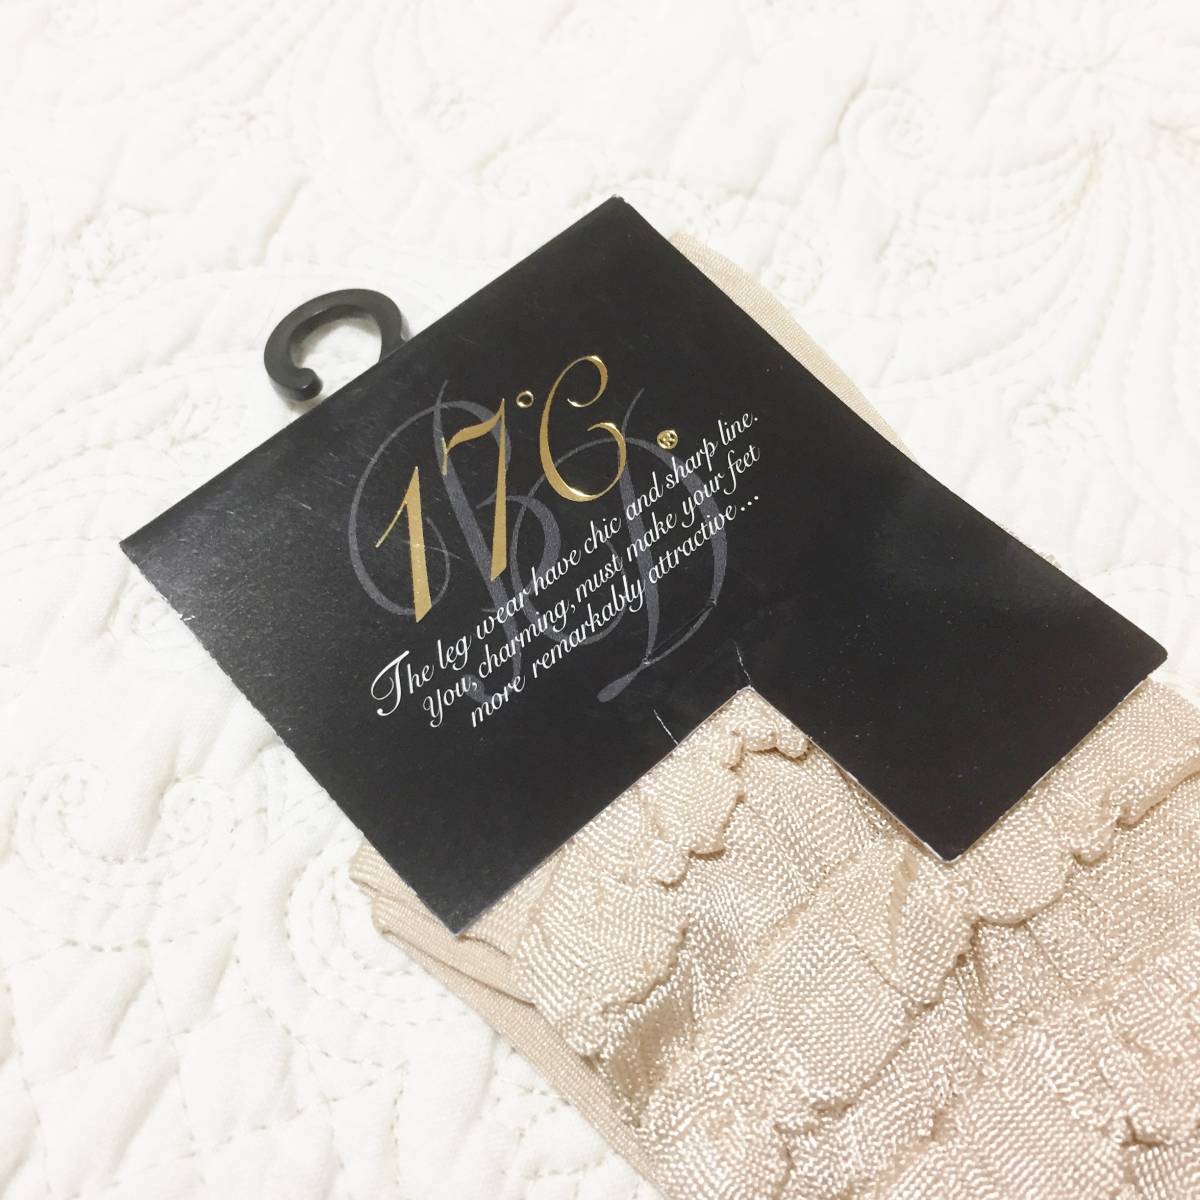 17°C.®
The leg wear have chic and sharp line.
You, charming, must make your feet
more remarkably attractive...